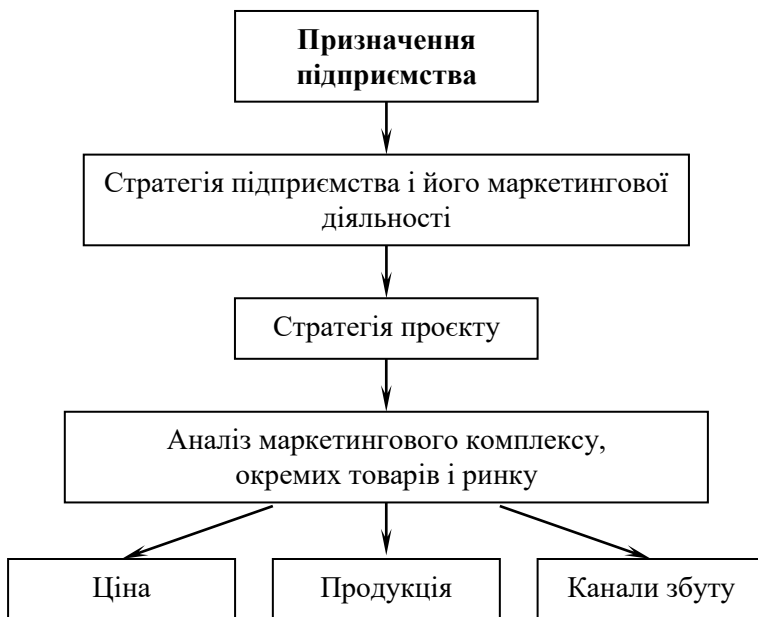 Призначення
підприємства
Стратегія підприємства і його маркетингової
діяльності
Стратегія проєкту
Аналіз маркетингового комплексу,
окремих товарів і ринку
Ціна
Продукція
Канали збуту